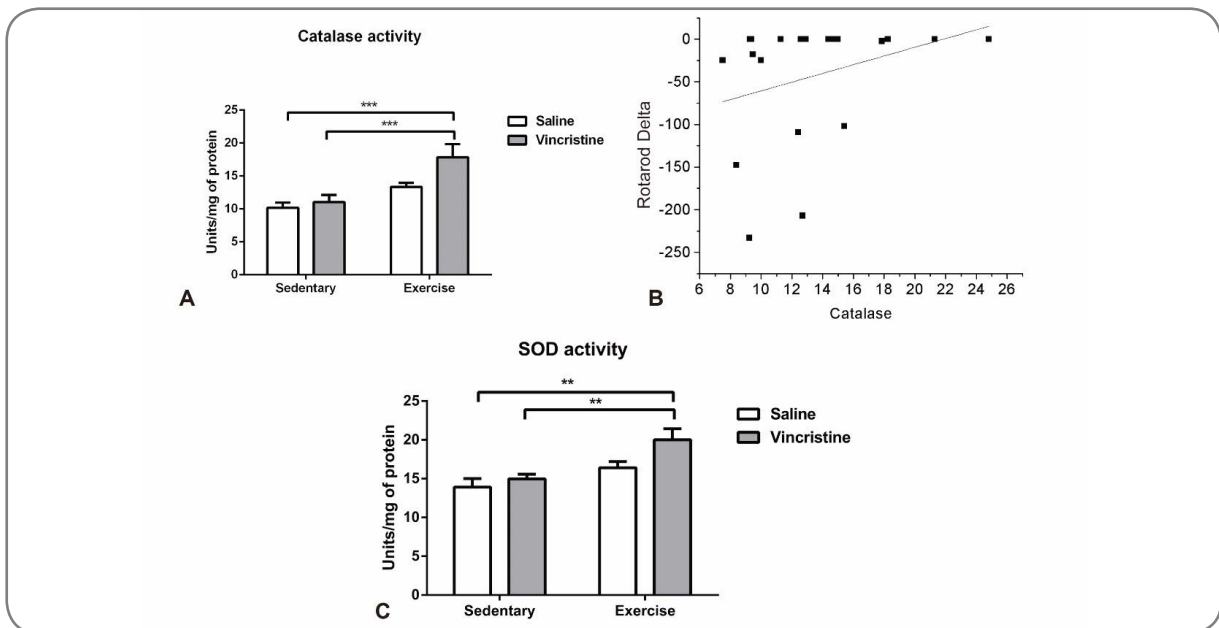 Catalase activity
***
***
25
20
15
10
5
0
Units/mg of protein
Saline
Vincristine
Sedentary
Exercise
A
0
-50
-100
-150
-200
-250
Rotarod Delta
6 8 10 12 14 16 18 20 22 24 26
Catalase
B
SOD activity
**
**
25
20
15
10
5
0
Units/mg of protein
Saline
Vincristine
Sedentary
Exercise
C